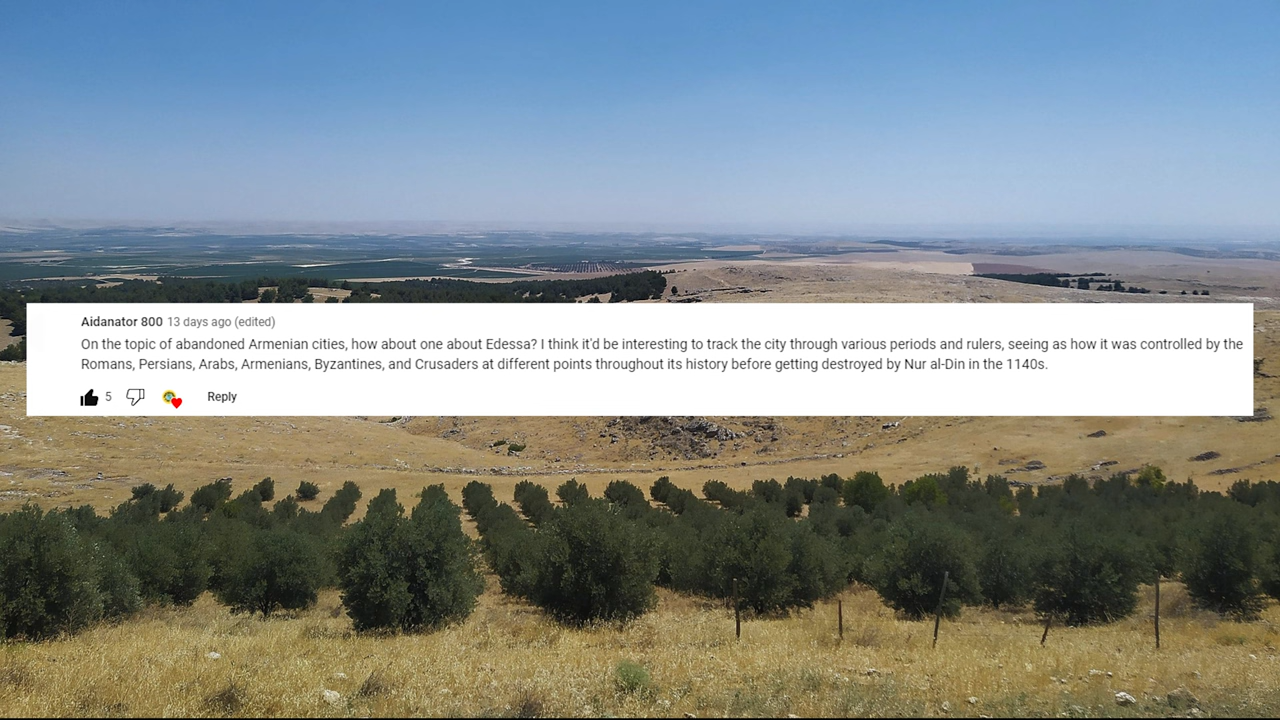 Aidanator 800 13 days ago (edited)
On the topic of abandoned Armenian cities, how about one about Edessa? I think it'd be interesting to track the city through various periods and rulers, seeing as how it was controlled by the
Romans, Persians, Arabs, Armenians, Byzantines, and Crusaders at different points throughout its history before getting destroyed by Nur al-Din in the 1140s.
5 Reply